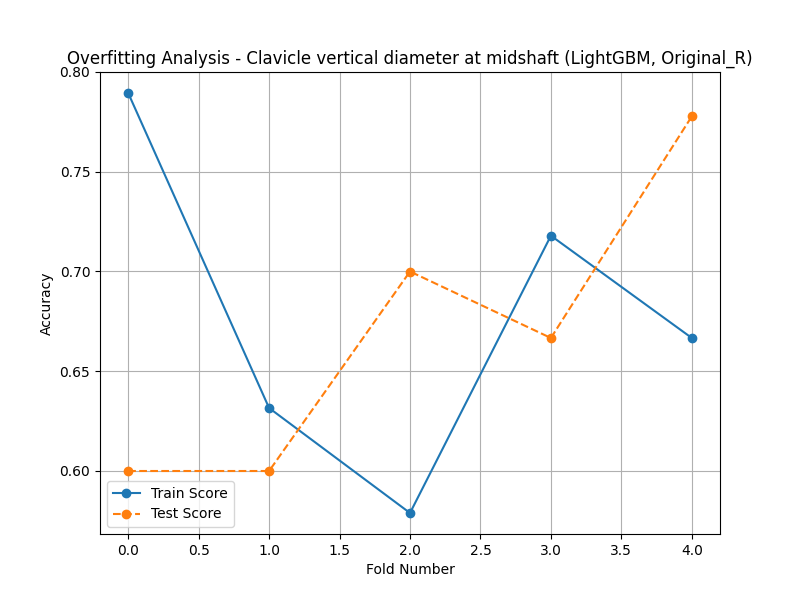 Overfitting Analysis - Clavicle vertical diameter at midshaft (LightGBM, Original_R)
0.80
0.75
0.70
0.65
0.60
Accuracy
Train Score
Test Score
0.0 0.5 1.0 1.5 2.0 2.5 3.0 3.5 4.0
Fold Number